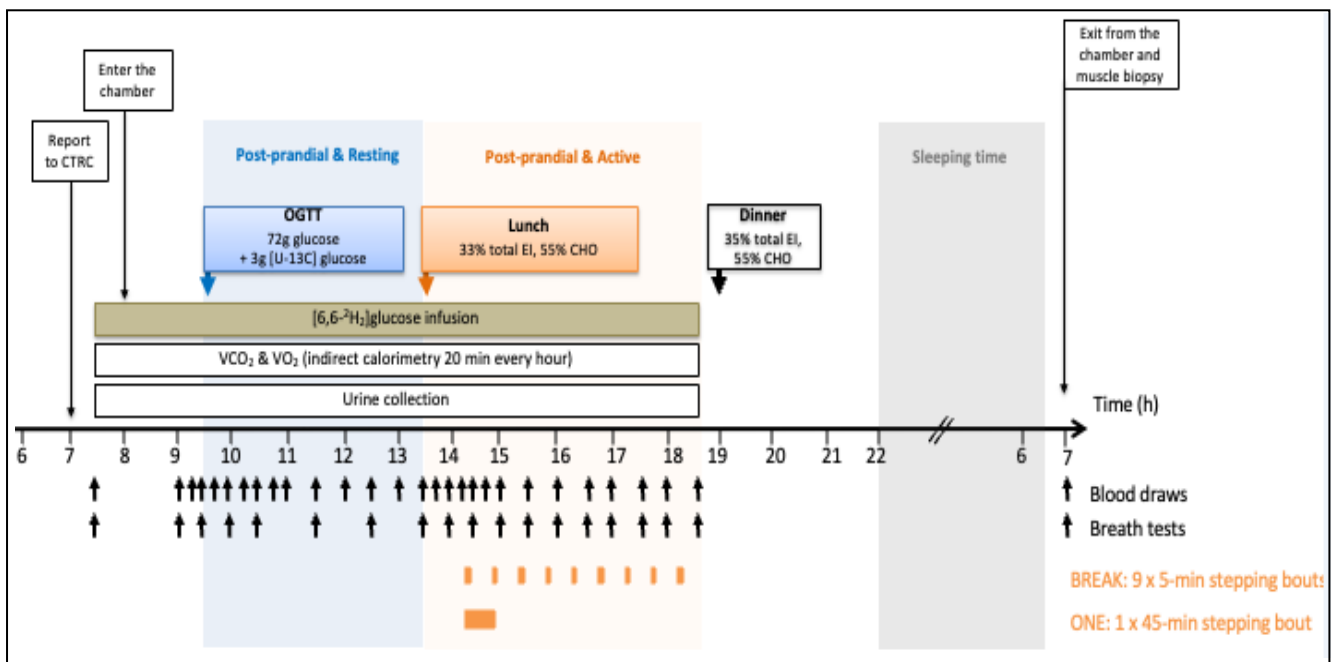 Exit from the
chamber and
muscle biopsy
Enter the
chamber
Report
to CTRC
Post-prandial & Resting
Post-prandial & Active
Sleeping time
OGTT
72g glucose
+ 3g [U-13C] glucose
Lunch
33% total EI, 55% CHO
Dinner
35% total EI,
55% CHO
[6,6-²H₂]glucose infusion
VCO₂ & VO₂ (indirect calorimetry 20 min every hour)
Urine collection
Time (h)
6 7 8 9 10 11 12 13 14 15 16 17 18 19 20 21 22 6 7
Blood draws
Breath tests
BREAK: 9 x 5-min stepping bouts
ONE: 1 x 45-min stepping bout